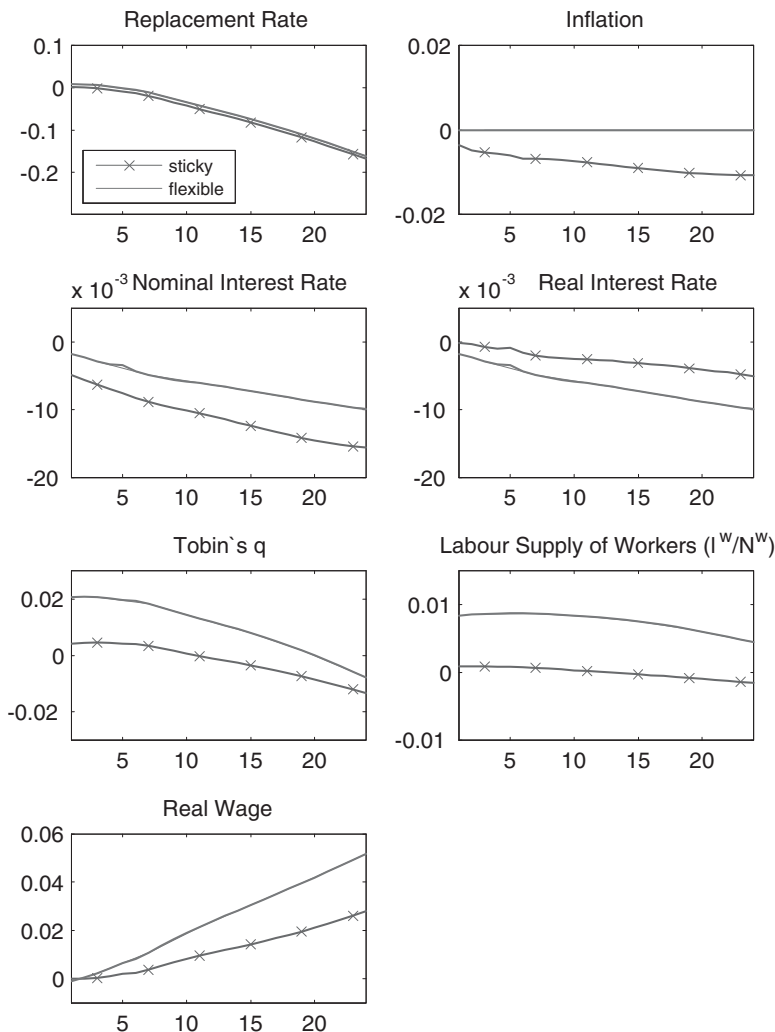 Replacement Rate
0.1
0
-0.1
-0.2
sticky
flexible
5 10 15 20
Inflation
0.02
0
-0.02
5 10 15 20
x 10⁻³ Nominal Interest Rate
0
-10
-20
5 10 15 20
x 10⁻³ Real Interest Rate
0
-10
-20
5 10 15 20
Tobin`s q
0.02
0
-0.02
5 10 15 20
Labour Supply of Workers (l^w/N^w)
0.01
0
-0.01
5 10 15 20
Real Wage
0.06
0.04
0.02
0
5 10 15 20